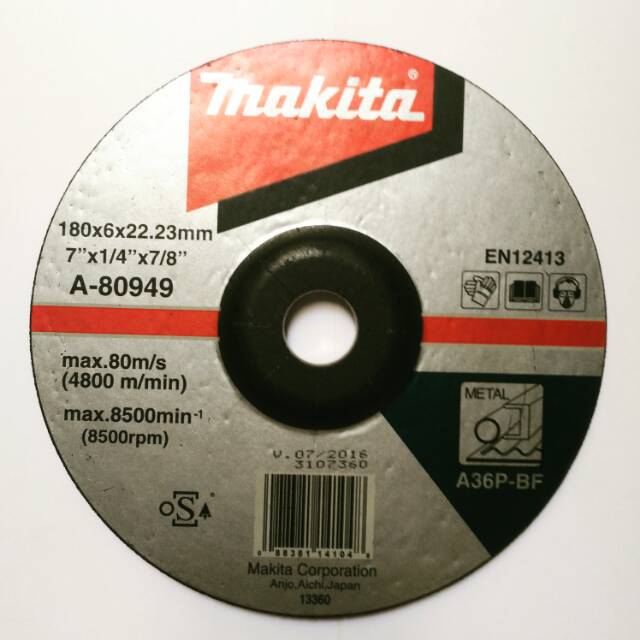 makita®
180x6x22.23mm
7"x1/4"x7/8"
A-80949
EN12413
max.80m/s
(4800 m/min)
max.8500min-1
(8500rpm)
METAL
A36P-BF
V.07/2016
3107360
S
Makita Corporation
Anjo,Aichi,Japan
13360